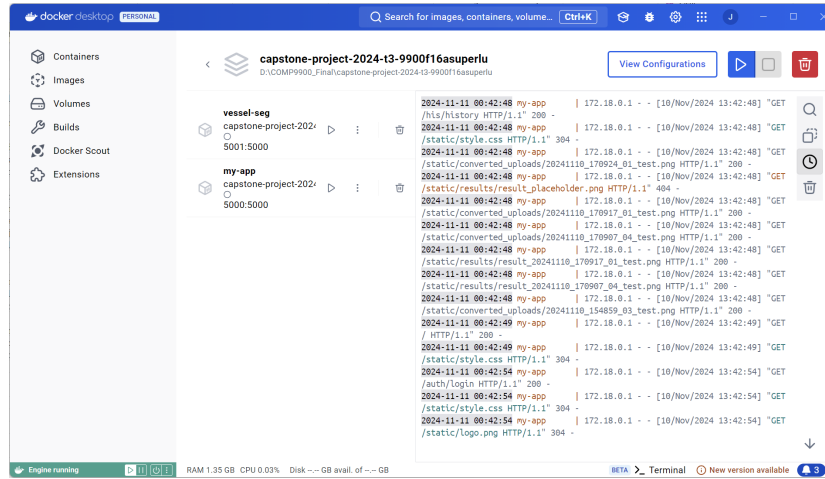 docker desktop PERSONAL
Search for images, containers, volume... Ctrl+K
J
Containers
Images
Volumes
Builds
Docker Scout
Extensions
capstone-project-2024-t3-9900f16asuperlu
D:\COMP9900_Final\capstone-project-2024-t3-9900f16asuperlu
View Configurations
vessel-seg
capstone-project-202
5001:5000
my-app
capstone-project-202
5000:5000
2024-11-11 00:42:48 my-app | 172.18.0.1 - - [10/Nov/2024 13:42:48] "GET
/his/history HTTP/1.1" 200 -
2024-11-11 00:42:48 my-app | 172.18.0.1 - - [10/Nov/2024 13:42:48] "GET
/static/style.css HTTP/1.1" 304 -
2024-11-11 00:42:48 my-app | 172.18.0.1 - - [10/Nov/2024 13:42:48] "GET
/static/converted_uploads/20241110_170924_01_test.png HTTP/1.1" 200 -
2024-11-11 00:42:48 my-app | 172.18.0.1 - - [10/Nov/2024 13:42:48] "GET
/static/results/result_placeholder.png HTTP/1.1" 404 -
2024-11-11 00:42:48 my-app | 172.18.0.1 - - [10/Nov/2024 13:42:48] "GET
/static/converted_uploads/20241110_170917_01_test.png HTTP/1.1" 200 -
2024-11-11 00:42:48 my-app | 172.18.0.1 - - [10/Nov/2024 13:42:48] "GET
/static/converted_uploads/20241110_170907_04_test.png HTTP/1.1" 200 -
2024-11-11 00:42:48 my-app | 172.18.0.1 - - [10/Nov/2024 13:42:48] "GET
/static/results/result_20241110_170917_01_test.png HTTP/1.1" 200 -
2024-11-11 00:42:48 my-app | 172.18.0.1 - - [10/Nov/2024 13:42:48] "GET
/static/results/result_20241110_170907_04_test.png HTTP/1.1" 200 -
2024-11-11 00:42:48 my-app | 172.18.0.1 - - [10/Nov/2024 13:42:48] "GET
/static/converted_uploads/20241110_154859_03_test.png HTTP/1.1" 200 -
2024-11-11 00:42:49 my-app | 172.18.0.1 - - [10/Nov/2024 13:42:49] "GET
/ HTTP/1.1" 200 -
2024-11-11 00:42:49 my-app | 172.18.0.1 - - [10/Nov/2024 13:42:49] "GET
/static/style.css HTTP/1.1" 304 -
2024-11-11 00:42:54 my-app | 172.18.0.1 - - [10/Nov/2024 13:42:54] "GET
/auth/login HTTP/1.1" 200 -
2024-11-11 00:42:54 my-app | 172.18.0.1 - - [10/Nov/2024 13:42:54] "GET
/static/style.css HTTP/1.1" 304 -
2024-11-11 00:42:54 my-app | 172.18.0.1 - - [10/Nov/2024 13:42:54] "GET
/static/logo.png HTTP/1.1" 304 -
Engine running
RAM 1.35 GB CPU 0.03% Disk --.-- GB avail. of --.-- GB
BETA >_ Terminal
New version available
3